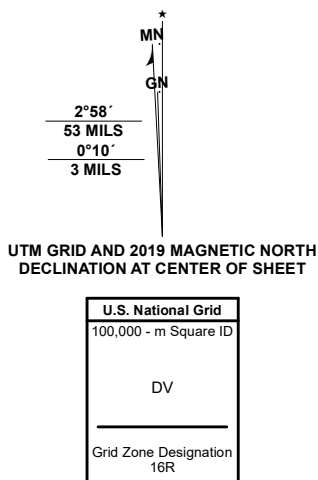 ★
MN
GN
2°58´
53 MILS
0°10´
3 MILS
UTM GRID AND 2019 MAGNETIC NORTH
DECLINATION AT CENTER OF SHEET
U.S. National Grid
100,000 - m Square ID
DV
Grid Zone Designation
16R